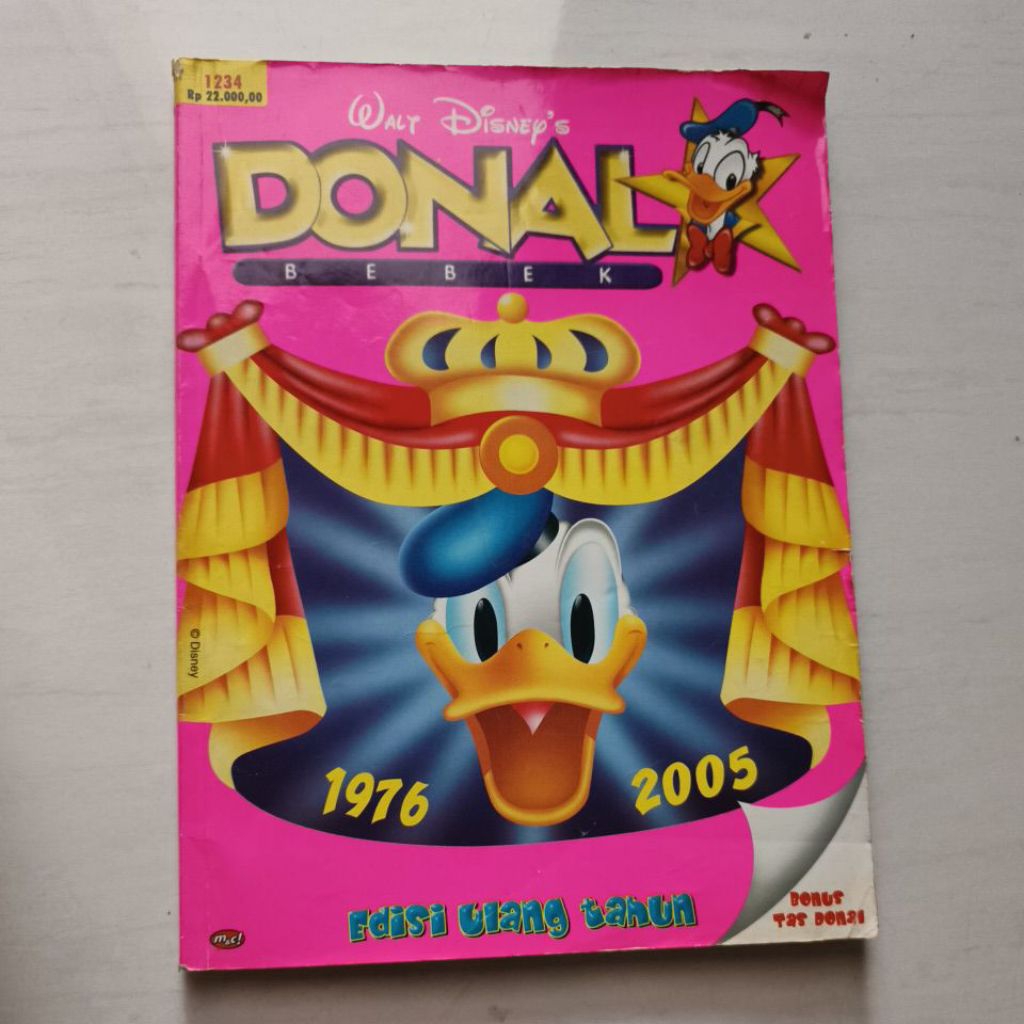 1234
Rp 22.000,00
Walt Disney's
DONAL
BEBEK
© Disney
1976
2005
Edisi Ulang tahun
BONUS
Tas Donal
m&c!